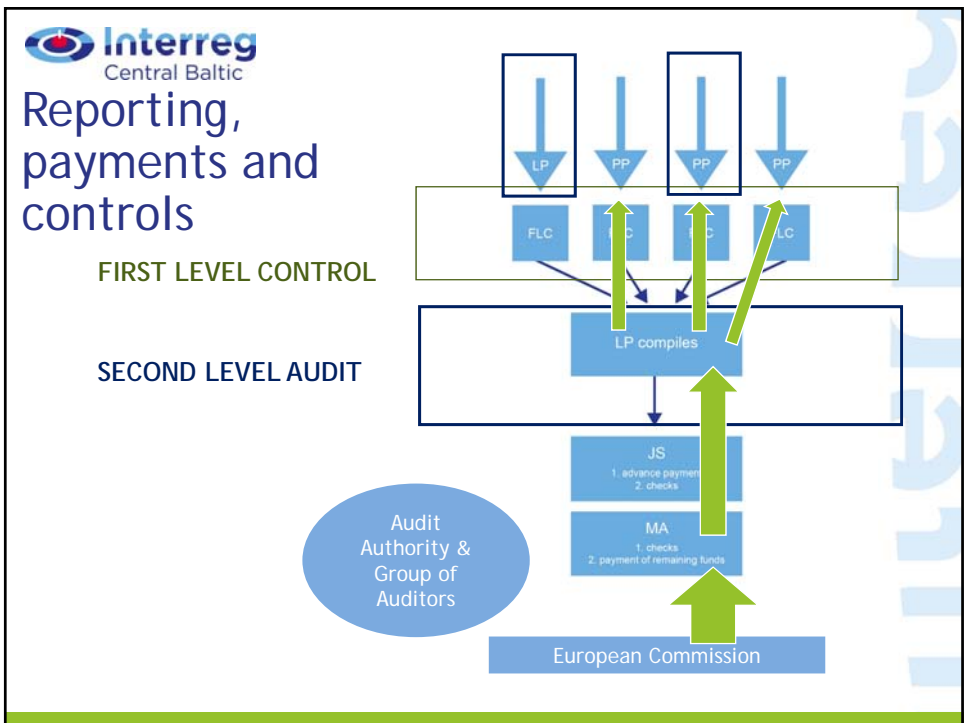 Interreg
Central Baltic
Reporting,
payments and
controls
LP PP PP PP
FLC
FIRST LEVEL CONTROL
LP compiles
SECOND LEVEL AUDIT
JS
1. advance
2. checks
MA
1. checks
2. payment of remaining funds
Audit
Authority &
Group of
Auditors
European Commission